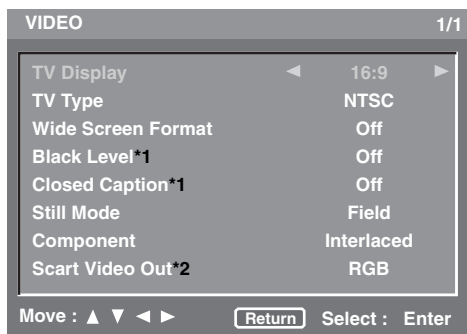 VIDEO 1/1
TV Display ◄ 16:9 ►
TV Type NTSC
Wide Screen Format Off
Black Level*1 Off
Closed Caption*1 Off
Still Mode Field
Component Interlaced
Scart Video Out*2 RGB
Move : ▲ ▼ ◄ ► Return Select : Enter